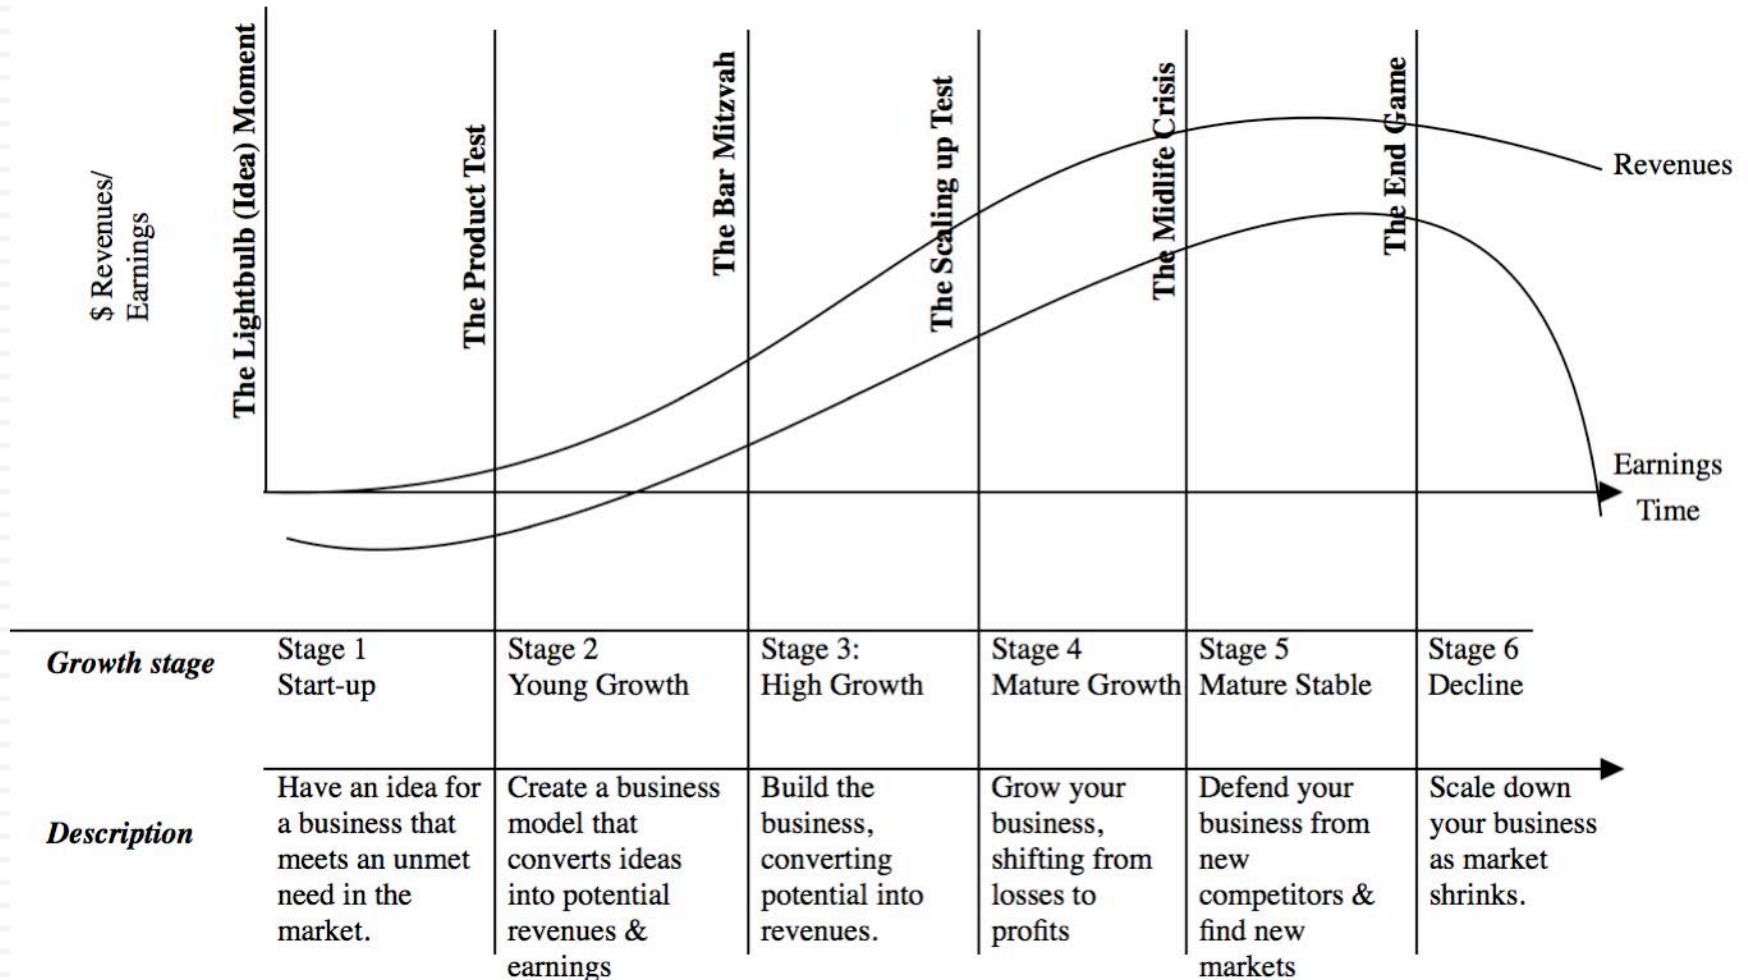 $ Revenues/
Earnings
The Lightbulb (Idea) Moment
The Product Test
The Bar Mitzvah
The Scaling up Test
The Midlife Crisis
The End Game
Revenues
Earnings
Time
Growth stage
Stage 1
Start-up
Stage 2
Young Growth
Stage 3:
High Growth
Stage 4
Mature Growth
Stage 5
Mature Stable
Stage 6
Decline
Description
Have an idea for
a business that
meets an unmet
need in the
market.
Create a business
model that
converts ideas
into potential
revenues &
earnings
Build the
business,
converting
potential into
revenues.
Grow your
business,
shifting from
losses to
profits
Defend your
business from
new
competitors &
find new
markets
Scale down
your business
as market
shrinks.